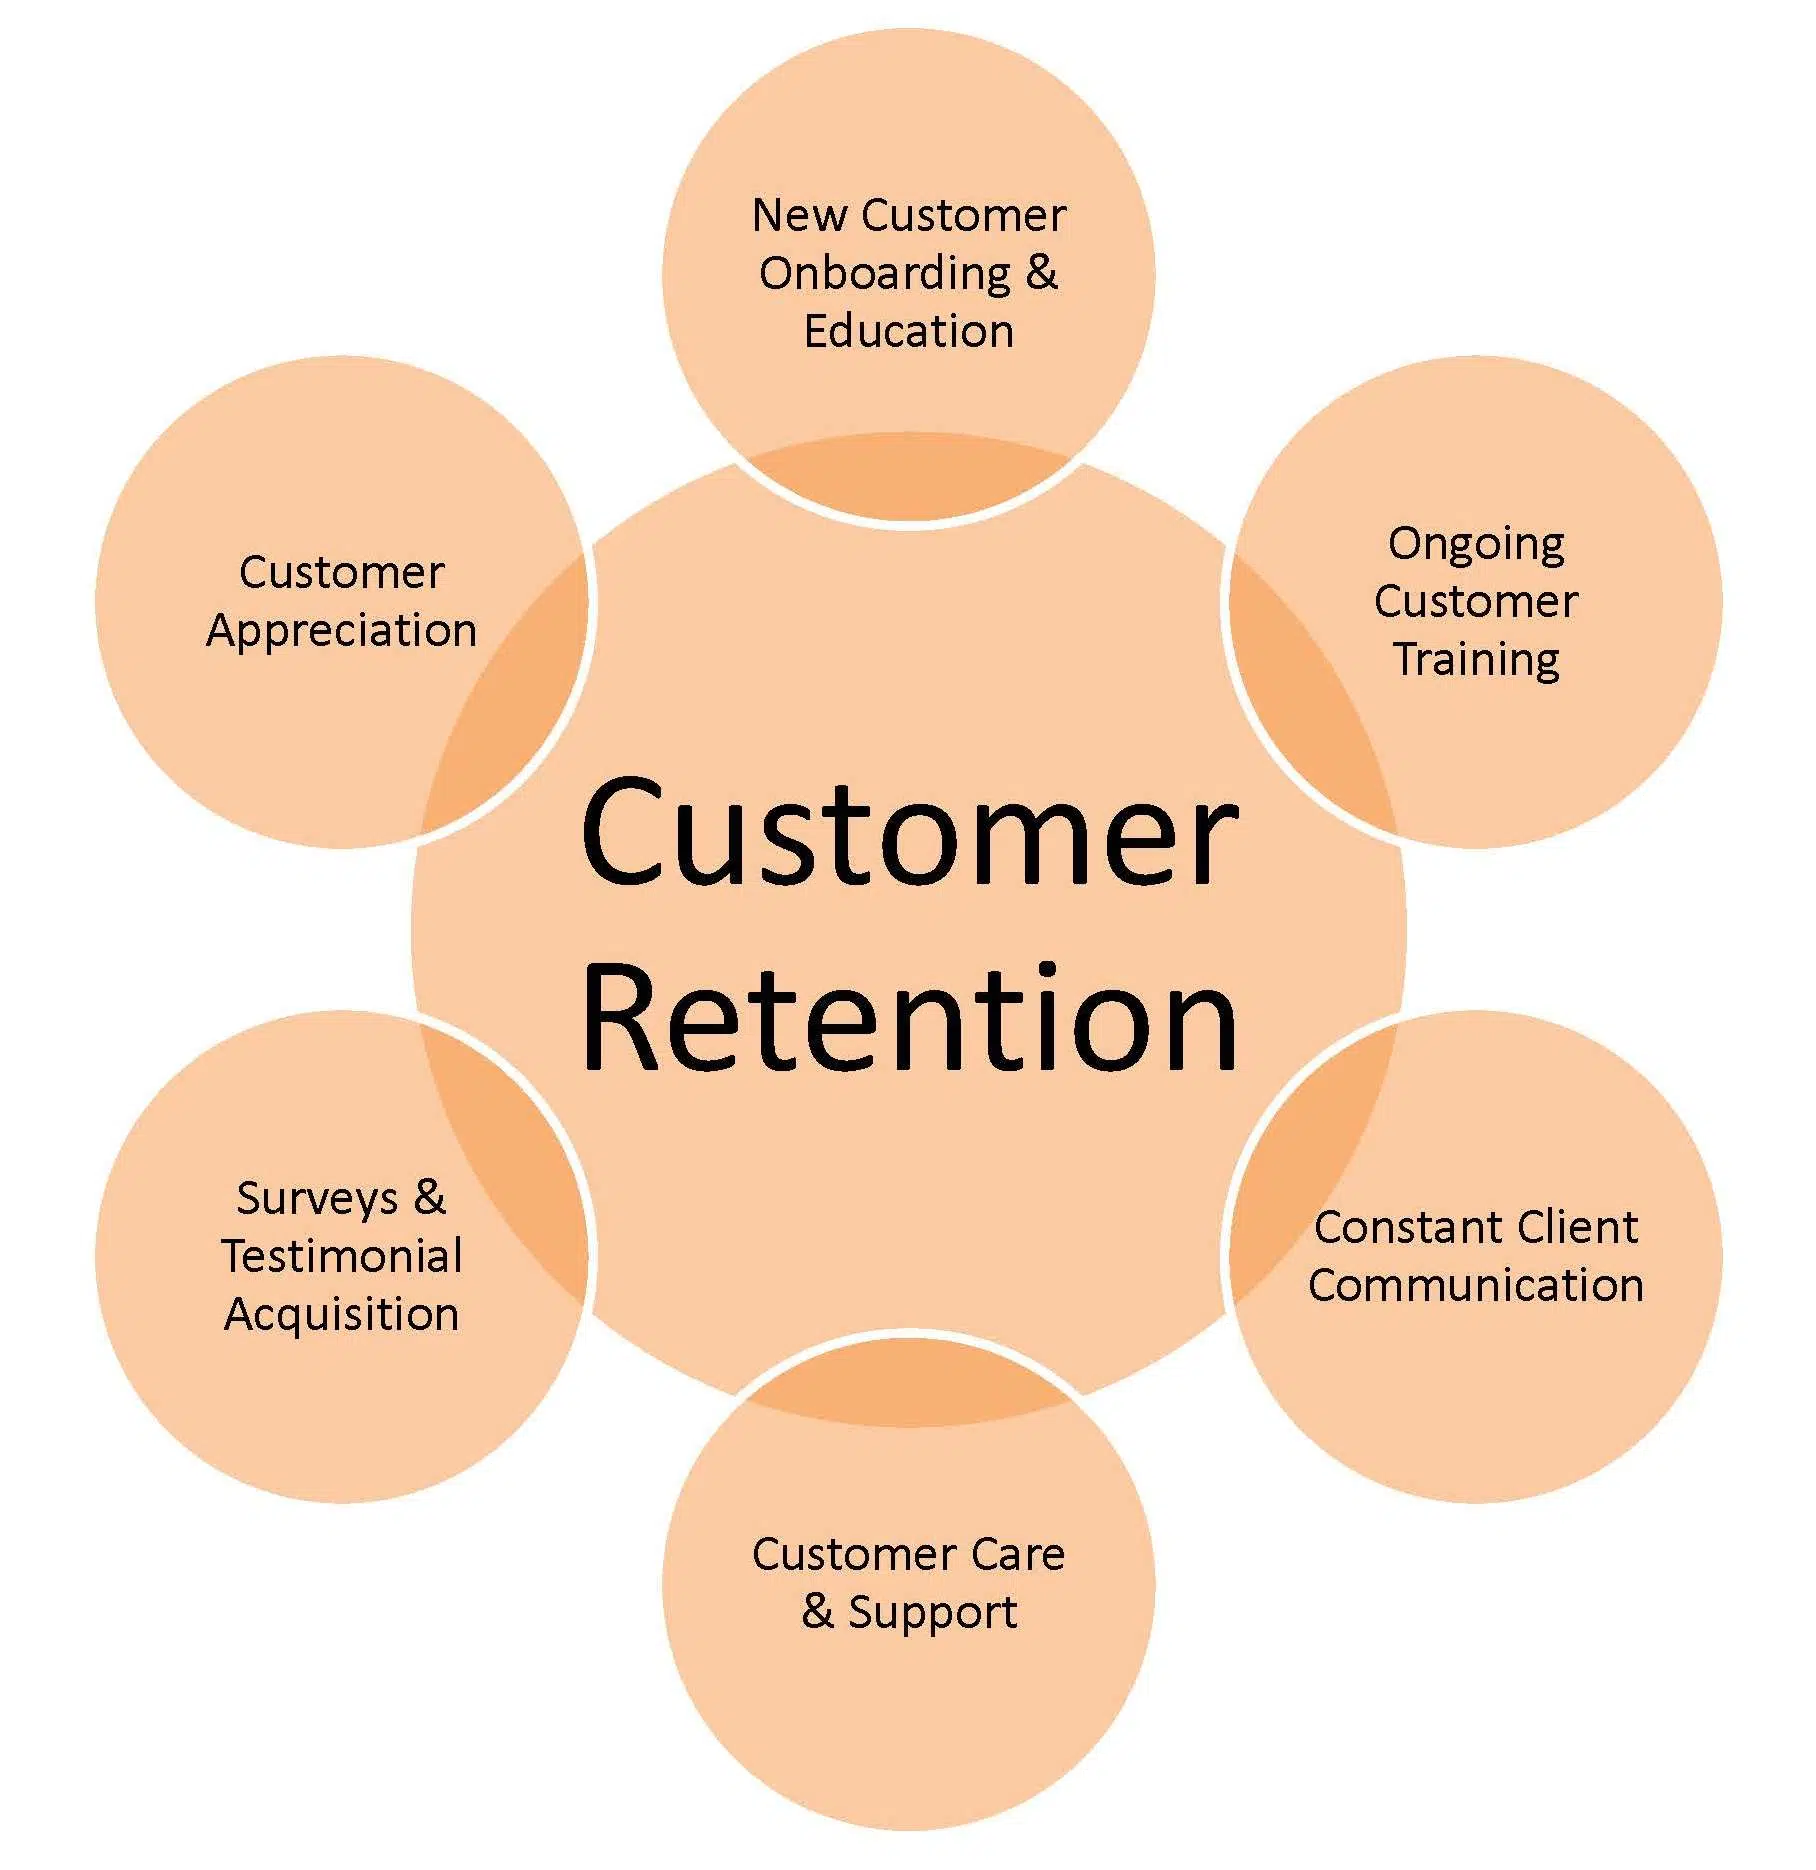 New Customer
Onboarding &
Education
Ongoing
Customer
Training
Constant Client
Communication
Customer Care
& Support
Surveys &
Testimonial
Acquisition
Customer
Appreciation
Customer
Retention